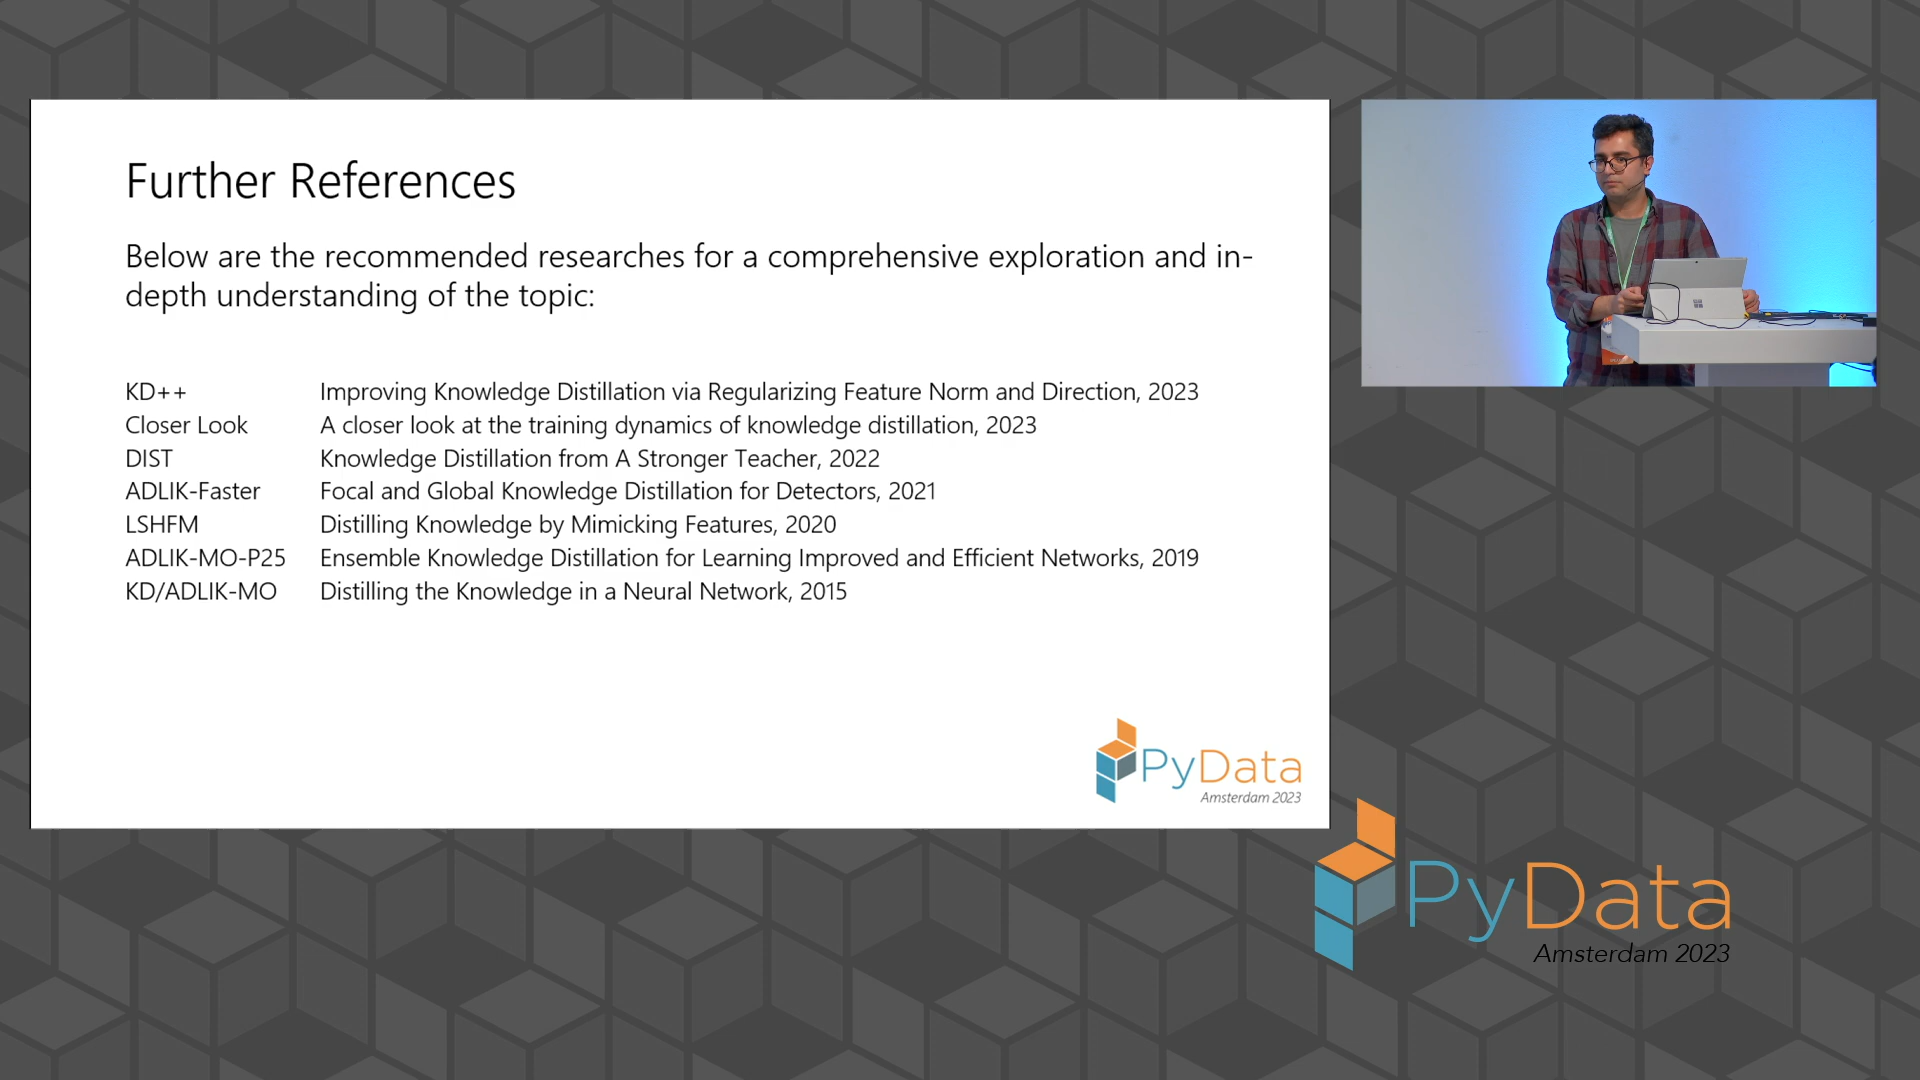 Further References
Below are the recommended researches for a comprehensive exploration and in-
depth understanding of the topic:
KD++ Improving Knowledge Distillation via Regularizing Feature Norm and Direction, 2023
Closer Look A closer look at the training dynamics of knowledge distillation, 2023
DIST Knowledge Distillation from A Stronger Teacher, 2022
ADLIK-Faster Focal and Global Knowledge Distillation for Detectors, 2021
LSHFM Distilling Knowledge by Mimicking Features, 2020
ADLIK-MO-P25 Ensemble Knowledge Distillation for Learning Improved and Efficient Networks, 2019
KD/ADLIK-MO Distilling the Knowledge in a Neural Network, 2015
PyData
Amsterdam 2023
PyData
Amsterdam 2023